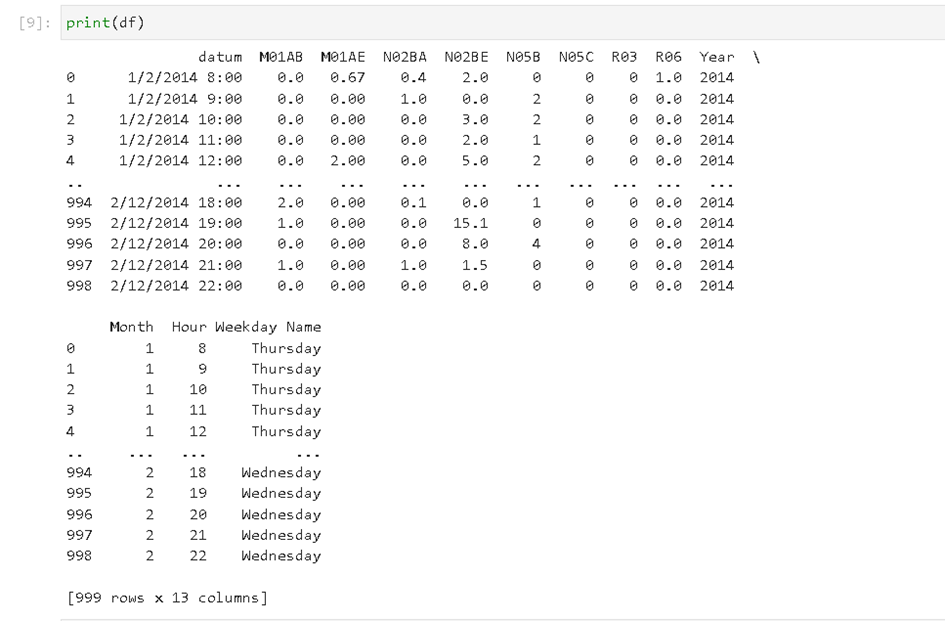 [9]: print(df)
datum M01AB M01AE N02BA N02BE N05B N05C R03 R06 Year \
0 1/2/2014 8:00 0.0 0.67 0.4 2.0 0 0 0 1.0 2014
1 1/2/2014 9:00 0.0 0.00 1.0 0.0 2 0 0 0.0 2014
2 1/2/2014 10:00 0.0 0.00 0.0 3.0 2 0 0 0.0 2014
3 1/2/2014 11:00 0.0 0.00 0.0 2.0 1 0 0 0.0 2014
4 1/2/2014 12:00 0.0 2.00 0.0 5.0 2 0 0 0.0 2014
.. ... ... ... ... ... ... ... ... ... ...
994 2/12/2014 18:00 2.0 0.00 0.1 0.0 1 0 0 0.0 2014
995 2/12/2014 19:00 1.0 0.00 0.0 15.1 0 0 0 0.0 2014
996 2/12/2014 20:00 0.0 0.00 0.0 8.0 4 0 0 0.0 2014
997 2/12/2014 21:00 1.0 0.00 1.0 1.5 0 0 0 0.0 2014
998 2/12/2014 22:00 0.0 0.00 0.0 0.0 0 0 0 0.0 2014
Month Hour Weekday Name
0 1 8 Thursday
1 1 9 Thursday
2 1 10 Thursday
3 1 11 Thursday
4 1 12 Thursday
.. ... ... ...
994 2 18 Wednesday
995 2 19 Wednesday
996 2 20 Wednesday
997 2 21 Wednesday
998 2 22 Wednesday
[999 rows x 13 columns]